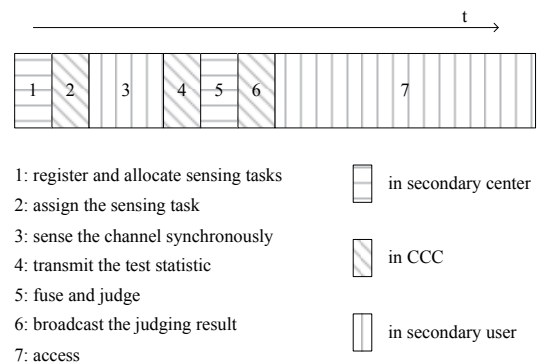 t
1 2 3 4 5 6 7
1: register and allocate sensing tasks
2: assign the sensing task
3: sense the channel synchronously
4: transmit the test statistic
5: fuse and judge
6: broadcast the judging result
7: access
in secondary center
in CCC
in secondary user